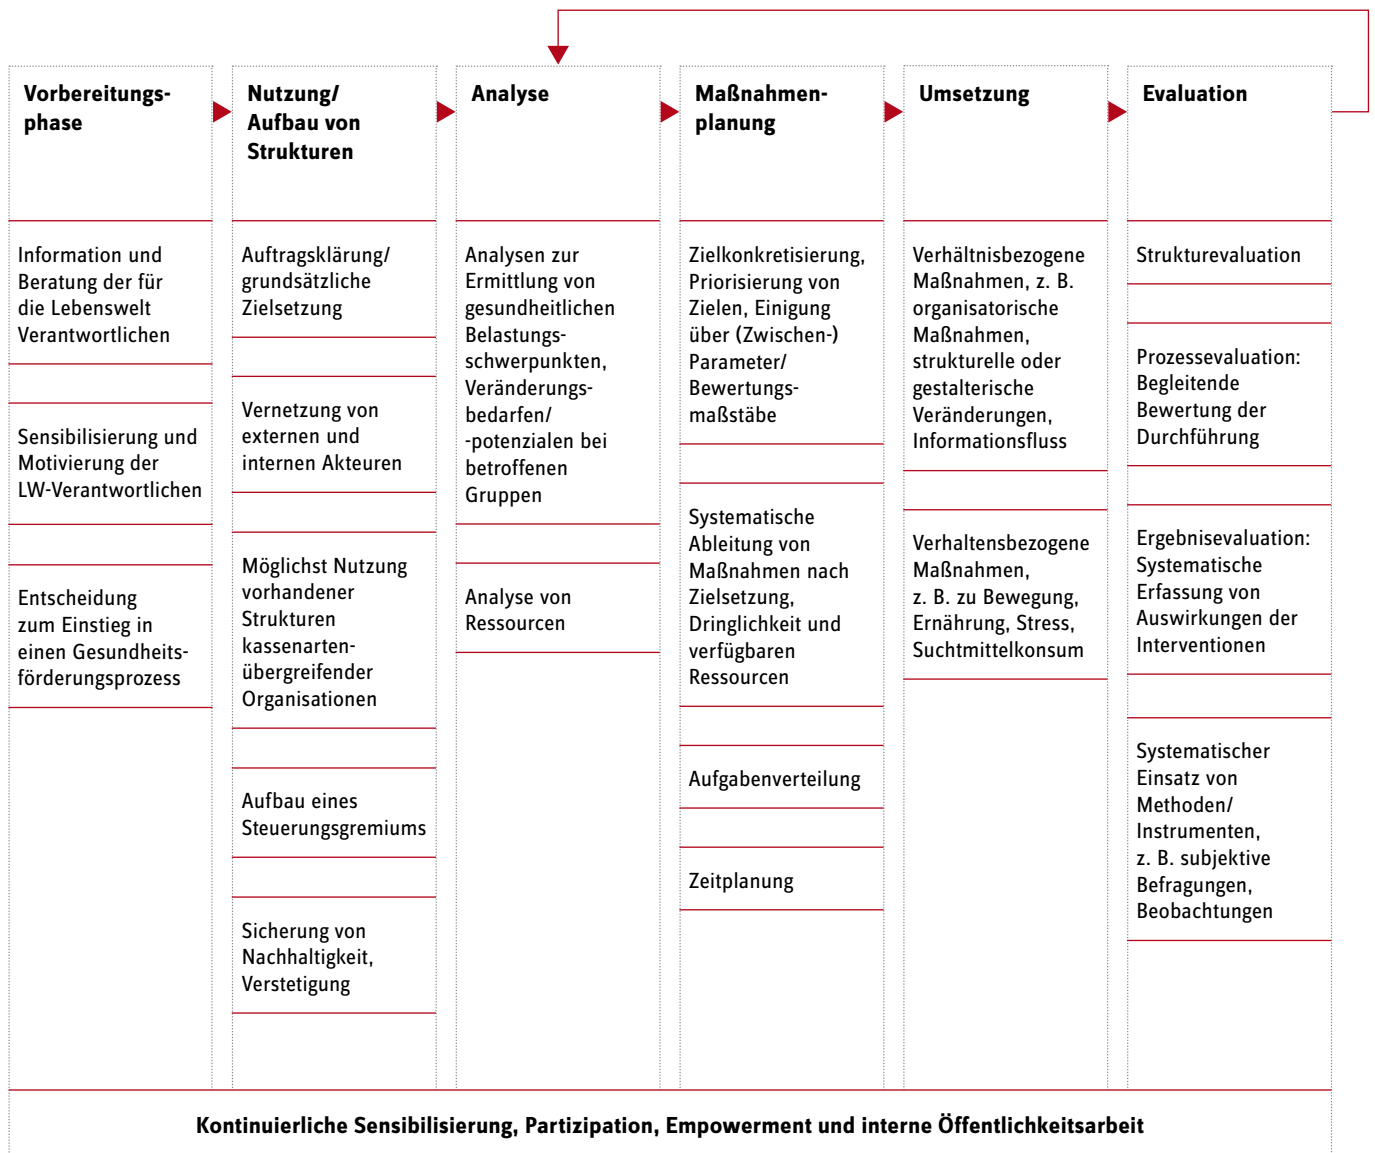 Vorbereitungs-
phase
Information und
Beratung der für
die Lebenswelt
Verantwortlichen
Sensibilisierung und
Motivierung der
LW-Verantwortlichen
Entscheidung
zum Einstieg in
einen Gesundheits-
förderungsprozess
Nutzung/
Aufbau von
Strukturen
Auftragsklärung/
grundsätzliche
Zielsetzung
Vernetzung von
externen und
internen Akteuren
Möglichst Nutzung
vorhandener
Strukturen
kassenarten-
übergreifender
Organisationen
Aufbau eines
Steuerungsgremiums
Sicherung von
Nachhaltigkeit,
Verstetigung
Analyse
Analysen zur
Ermittlung von
gesundheitlichen
Belastungs-
schwerpunkten,
Veränderungs-
bedarfen/
-potenzialen bei
betroffenen
Gruppen
Analyse von
Ressourcen
Maßnahmen-
planung
Zielkonkretisierung,
Priorisierung von
Zielen, Einigung
über (Zwischen-)
Parameter/
Bewertungs-
maßstäbe
Systematische
Ableitung von
Maßnahmen nach
Zielsetzung,
Dringlichkeit und
verfügbaren
Ressourcen
Aufgabenverteilung
Zeitplanung
Umsetzung
Verhältnisbezogene
Maßnahmen, z. B.
organisatorische
Maßnahmen,
strukturelle oder
gestalterische
Veränderungen,
Informationsfluss
Verhaltensbezogene
Maßnahmen,
z. B. zu Bewegung,
Ernährung, Stress,
Suchtmittelkonsum
Evaluation
Strukturevaluation
Prozessevaluation:
Begleitende
Bewertung der
Durchführung
Ergebnisevaluation:
Systematische
Erfassung von
Auswirkungen der
Interventionen
Systematischer
Einsatz von
Methoden/
Instrumenten,
z. B. subjektive
Befragungen,
Beobachtungen
Kontinuierliche Sensibilisierung, Partizipation, Empowerment und interne Öffentlichkeitsarbeit